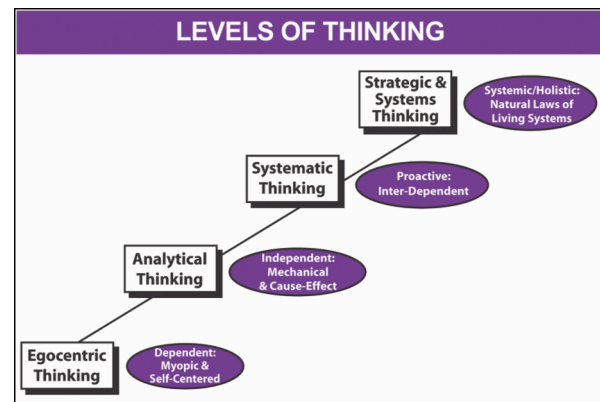 LEVELS OF THINKING
Strategic &
Systems
Thinking
Systemic/Holistic:
Natural Laws of
Living Systems
Systematic
Thinking
Proactive:
Inter-Dependent
Analytical
Thinking
Independent:
Mechanical
& Cause-Effect
Egocentric
Thinking
Dependent:
Myopic &
Self-Centered